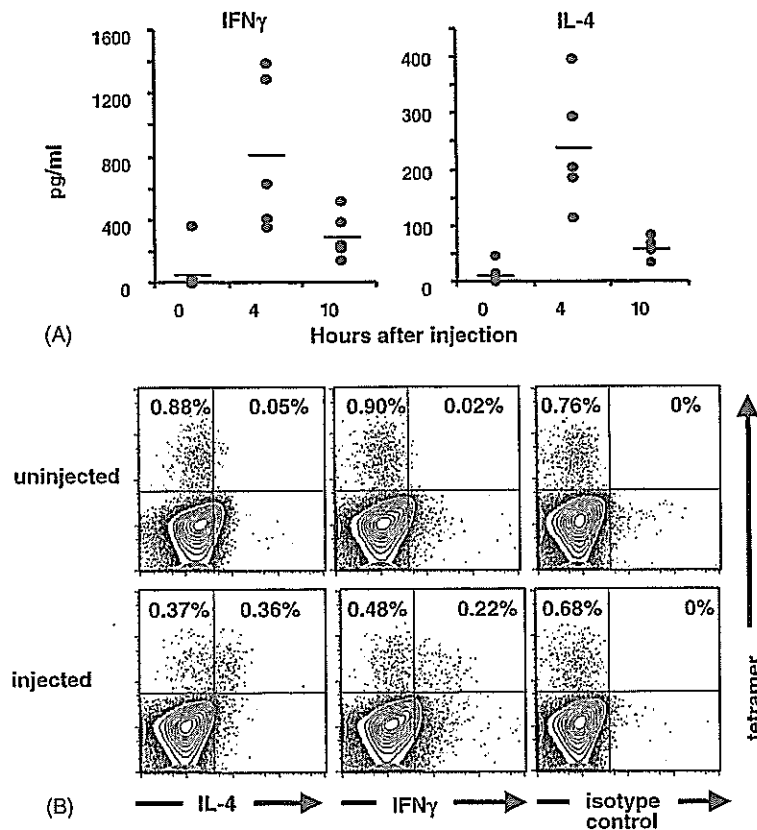 IFNγ
IL-4
1600
1200
800
400
0
pg/ml
400
300
200
100
0
0 4 10
0 4 10
Hours after injection
(A)
0.88% 0.05%
0.90% 0.02%
0.76% 0%
uninjected
0.37% 0.36%
0.48% 0.22%
0.68% 0%
injected
tetramer
(B)
IL-4
IFNγ
isotype
control